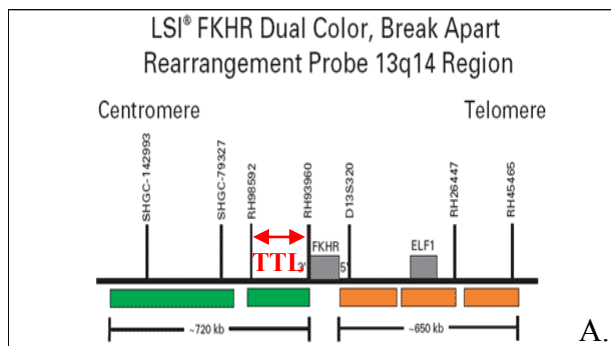 LSI® FKHR Dual Color, Break Apart
Rearrangement Probe 13q14 Region
Centromere Telomere
SHGC-142993 SHGC-79327 RH98592 RH93960 D13S320 RH26447 RH45465
FKHR ELF1
TTL 3' 5'
~720 kb ~650 kb
A.